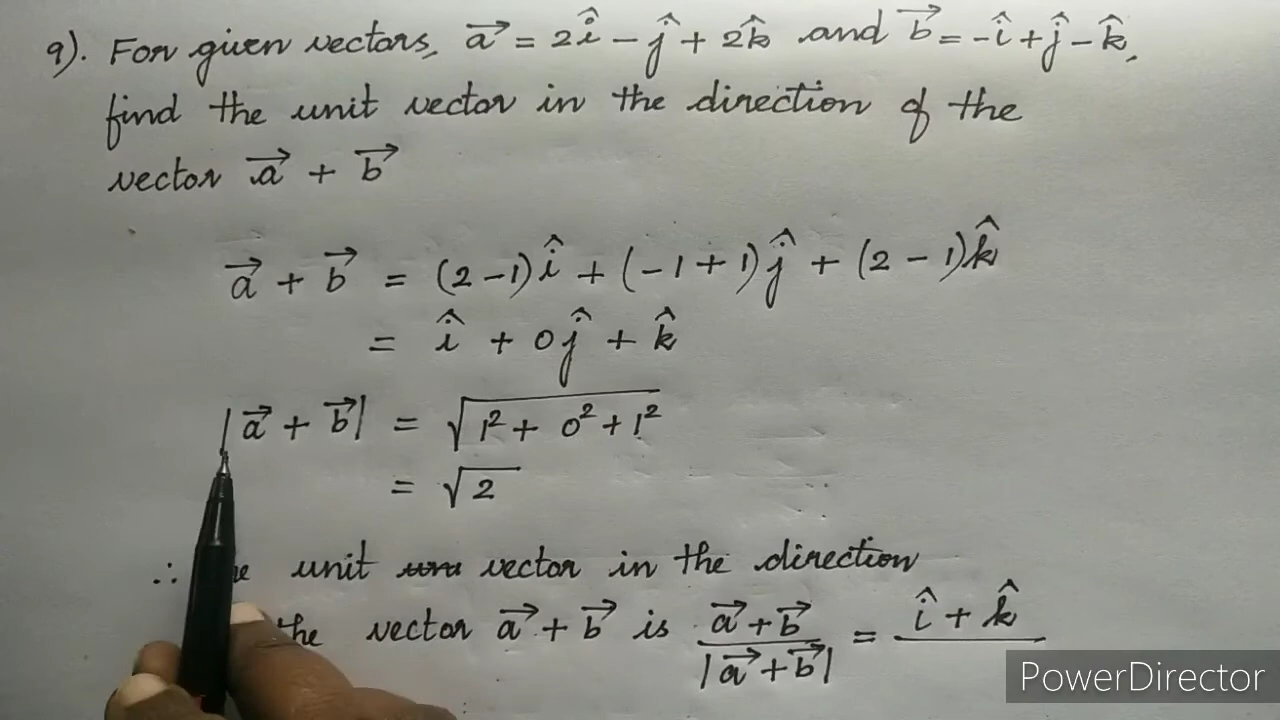 9). For given vectors, a⃗ = 2î - ĵ + 2k̂ and b⃗ = -î + ĵ - k̂,
find the unit vector in the direction of the
vector a⃗ + b⃗
a⃗ + b⃗ = (2-1)î + (-1+1)ĵ + (2-1)k̂
= î + 0ĵ + k̂
|a⃗ + b⃗| = √(1² + 0² + 1²)
= √2
∴ unit vector in the direction
the vector a⃗ + b⃗ is (a⃗ + b⃗)/|a⃗ + b⃗| = î + k̂
PowerDirector